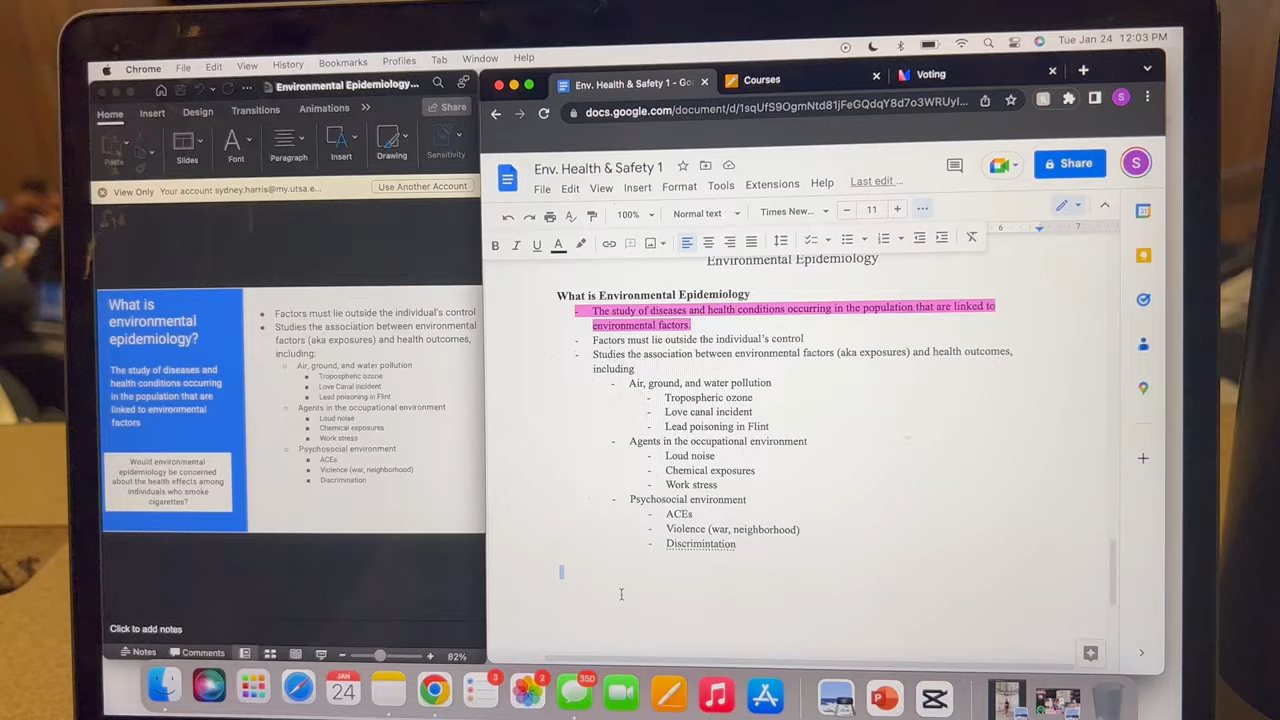 Chrome File Edit View History Bookmarks Profiles Tab Window Help
Tue Jan 24 12:03 PM
Environmental Epidemiology...
Home Insert Design Transitions Animations
Share
Paste
Slides
Font
Paragraph
Insert
Drawing
Sensitivity
View Only Your account sydney.harris@my.utsa.e...
Use Another Account
What is
environmental
epidemiology?
The study of diseases and
health conditions occurring
in the population that are
linked to environmental
factors
Would environmental
epidemiology be concerned
about the health effects among
individuals who smoke
cigarettes?
Factors must lie outside the individual's control
Studies the association between environmental
factors (aka exposures) and health outcomes,
including:
Air, ground, and water pollution
Tropospheric ozone
Love Canal Incident
Lead poisoning in Flint
Agents in the occupational environment
Loud noise
Chemical exposures
Work stress
Psychosocial environment
ACEs
Violence (war, neighborhood)
Discrimination
Click to add notes
Notes Comments
82%
Env. Health & Safety 1 - Go
Courses
Voting
docs.google.com/document/d/1sqUfS9OgmNtd81jFeGQdqY8d7o3WRUyl...
S
Env. Health & Safety 1
File Edit View Insert Format Tools Extensions Help Last edit ...
Share
S
100% Normal text Times New... - 11 +
B I U A
6 7
Environmental Epidemiology
What is Environmental Epidemiology
- The study of diseases and health conditions occurring in the population that are linked to
environmental factors.
- Factors must lie outside the individual's control
- Studies the association between environmental factors (aka exposures) and health outcomes,
including
- Air, ground, and water pollution
- Tropospheric ozone
- Love canal incident
- Lead poisoning in Flint
- Agents in the occupational environment
- Loud noise
- Chemical exposures
- Work stress
- Psychosocial environment
- ACEs
- Violence (war, neighborhood)
- Discrimintation
JAN
24
3
2
350
P